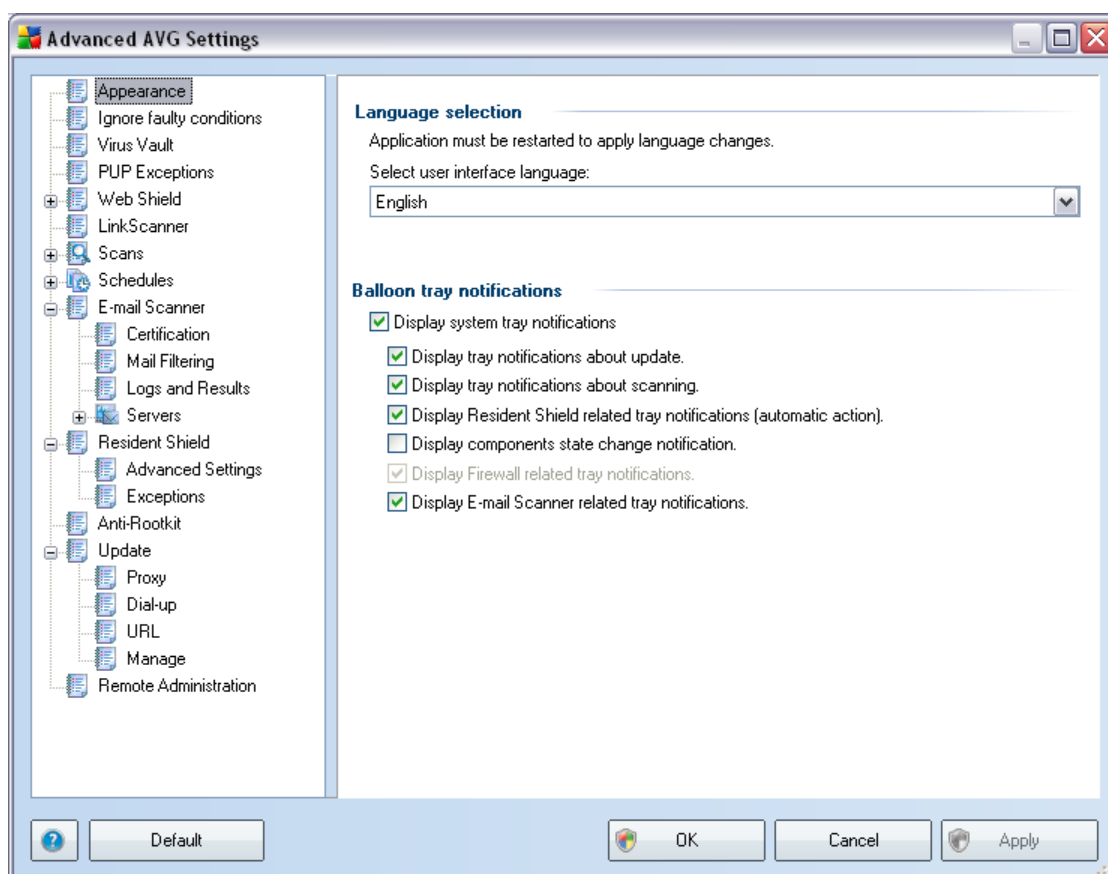 Advanced AVG Settings
Appearance
Ignore faulty conditions
Virus Vault
PUP Exceptions
Web Shield
LinkScanner
Scans
Schedules
E-mail Scanner
Certification
Mail Filtering
Logs and Results
Servers
Resident Shield
Advanced Settings
Exceptions
Anti-Rootkit
Update
Proxy
Dial-up
URL
Manage
Remote Administration
Language selection
Application must be restarted to apply language changes.
Select user interface language:
English
Balloon tray notifications
Display system tray notifications
Display tray notifications about update.
Display tray notifications about scanning.
Display Resident Shield related tray notifications (automatic action).
Display components state change notification.
Display Firewall related tray notifications.
Display E-mail Scanner related tray notifications.
?
Default
OK
Cancel
Apply